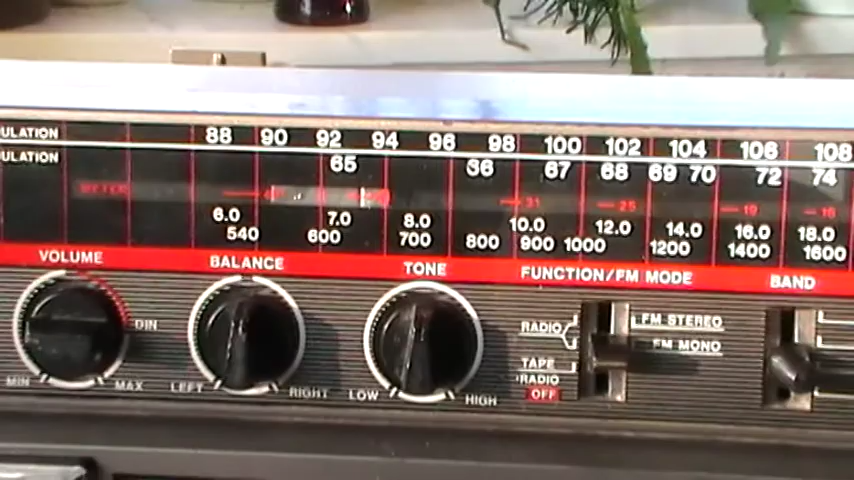 ULATION 88 90 92 94 96 98 100 102 104 106 108
ULATION 65 66 67 68 69 70 72 74
METER 49 31 25 19 16
6.0 7.0 8.0 10.0 12.0 14.0 16.0 18.0
540 600 700 800 900 1000 1200 1400 1600
VOLUME BALANCE TONE FUNCTION/FM MODE BAND
DIN RADIO FM STEREO
FM MONO
TAPE
MIN MAX LEFT RIGHT LOW HIGH RADIO
OFF